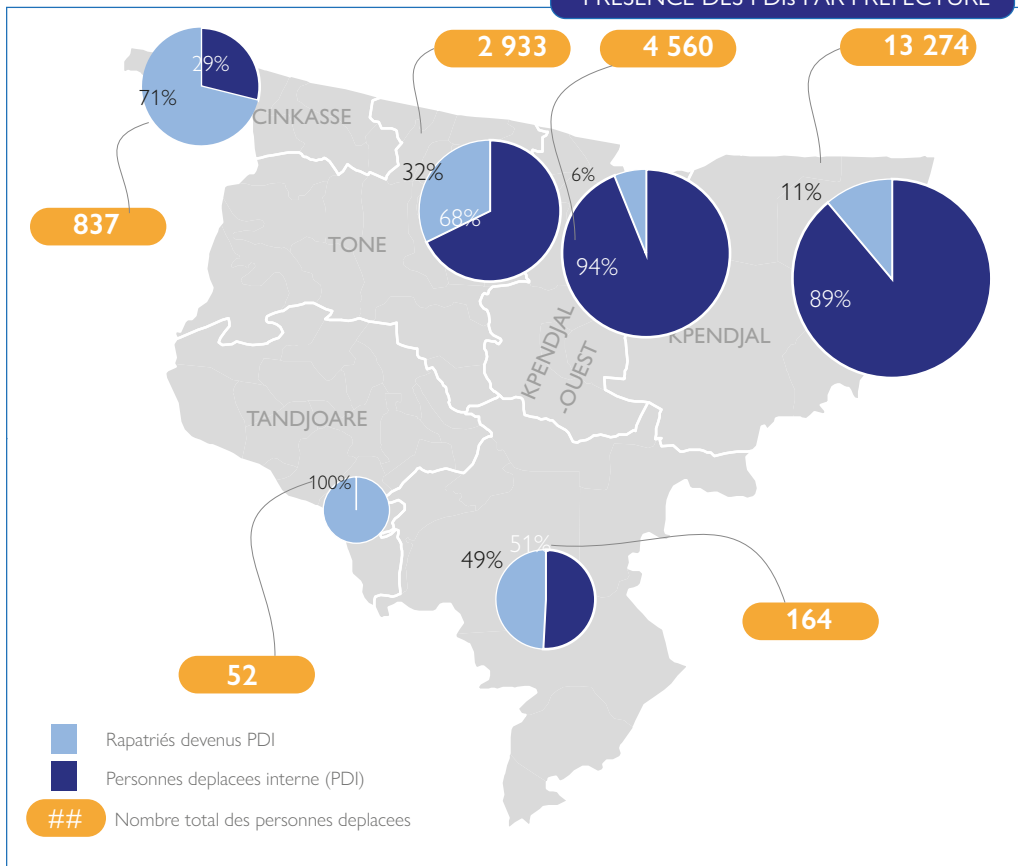 PRESENCE DES PDIs PAR PREFECTURE
2 933
4 560
13 274
29%
71%
CINKASSE
837
32%
68%
TONE
6%
94%
11%
89%
KPENDJAL
KPENDJAL
-OUEST
TANDJOARE
100%
51%
49%
164
52
Rapatriés devenus PDI
Personnes deplacees interne (PDI)
## Nombre total des personnes deplacees